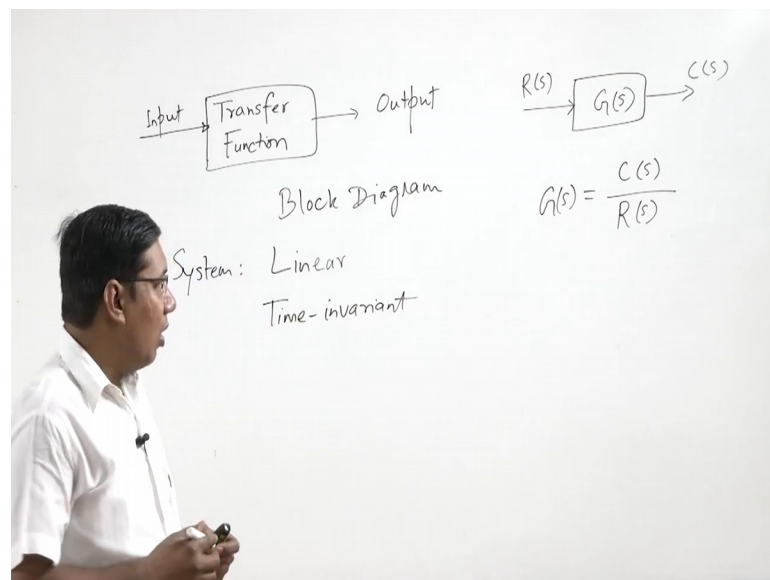 Input
Transfer
Function
Output
Block Diagram
R(s)
G(s)
C(s)
G(s) = C(s) / R(s)
System: Linear
Time-invariant